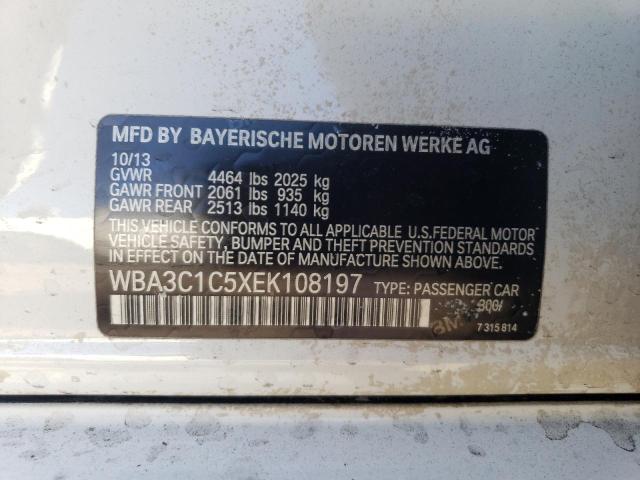 MFD BY BAYERISCHE MOTOREN WERKE AG
10/13
GVWR 4464 lbs 2025 kg
GAWR FRONT 2061 lbs 935 kg
GAWR REAR 2513 lbs 1140 kg
THIS VEHICLE CONFORMS TO ALL APPLICABLE U.S.FEDERAL MOTOR
VEHICLE SAFETY, BUMPER AND THEFT PREVENTION STANDARDS
IN EFFECT ON THE DATE OF MANUFACTURE SHOWN ABOVE.
WBA3C1C5XEK108197 TYPE: PASSENGER CAR
7 315 814